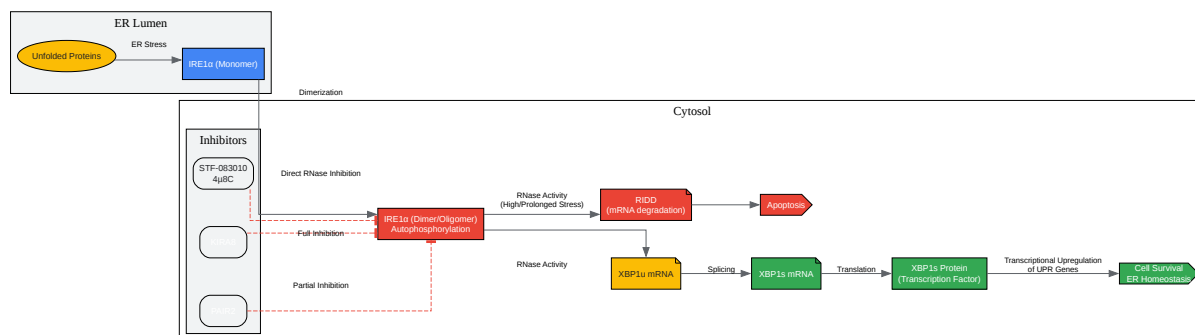 ER Lumen
Unfolded Proteins
ER Stress
IRE1α (Monomer)
Dimerization
Cytosol
Inhibitors
STF-083010
4μ8C
Direct RNase Inhibition
Full Inhibition
Partial Inhibition
IRE1α (Dimer/Oligomer)
Autophosphorylation
RNase Activity
(High/Prolonged Stress)
RIDD
(mRNA degradation)
Apoptosis
RNase Activity
XBP1u mRNA
Splicing
XBP1s mRNA
Translation
XBP1s Protein
(Transcription Factor)
Transcriptional Upregulation
of UPR Genes
Cell Survival
ER Homeostasis